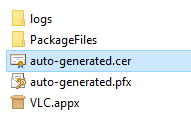 logs
PackageFiles
auto-generated.cer
auto-generated.pfx
VLC.appx